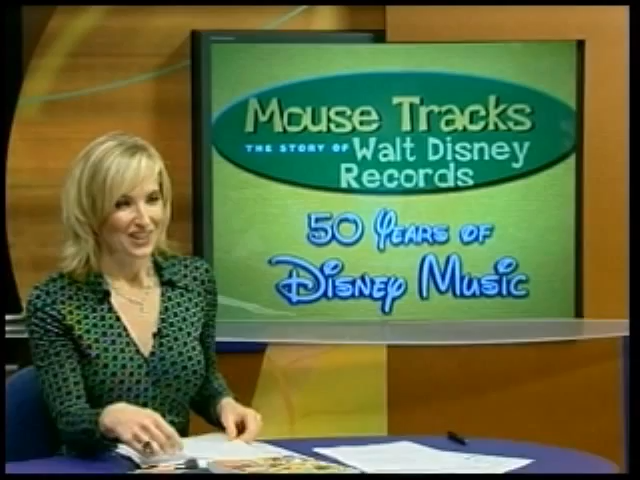 Mouse Tracks
THE STORY OF Walt Disney
Records
50 Years of
Disney Music